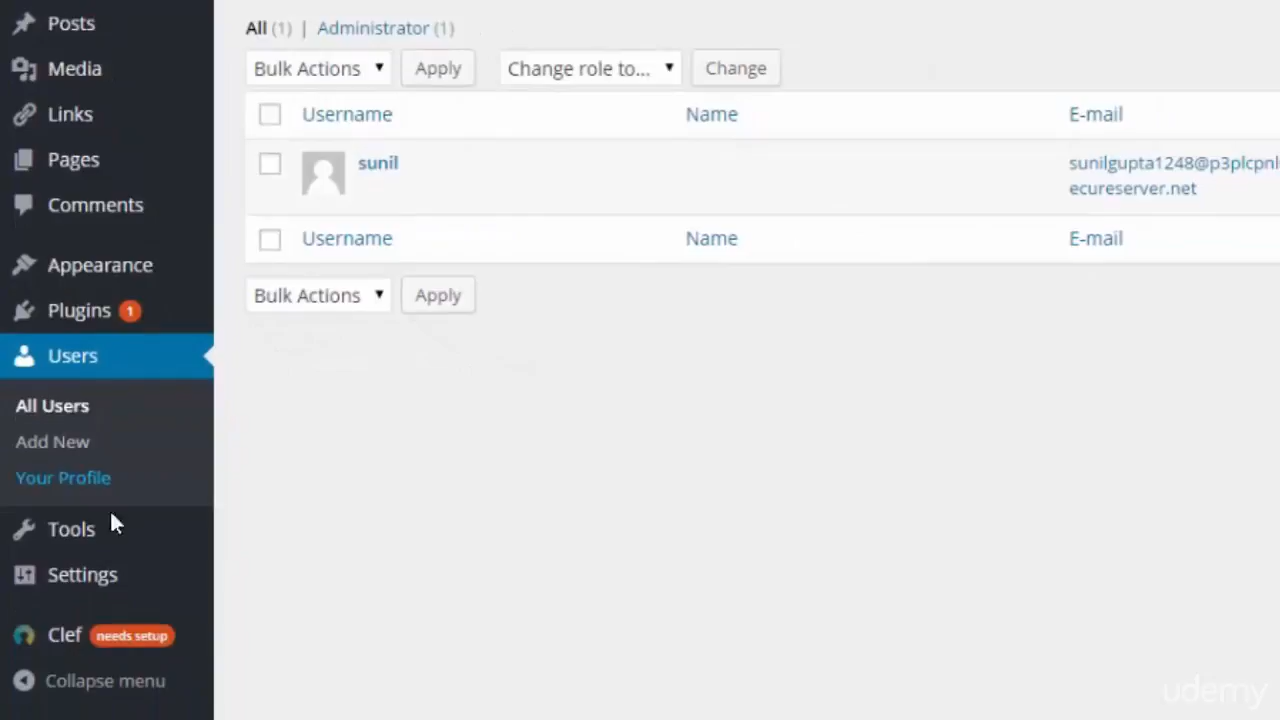 Posts
Media
Links
Pages
Comments
Appearance
Plugins 1
Users
All Users
Add New
Your Profile
Tools
Settings
Clef needs setup
Collapse menu
All (1) | Administrator (1)
Bulk Actions Apply Change role to... Change
Username Name E-mail
sunil sunilgupta1248@p3plcpnl
ecureserver.net
Username Name E-mail
Bulk Actions Apply
udemy